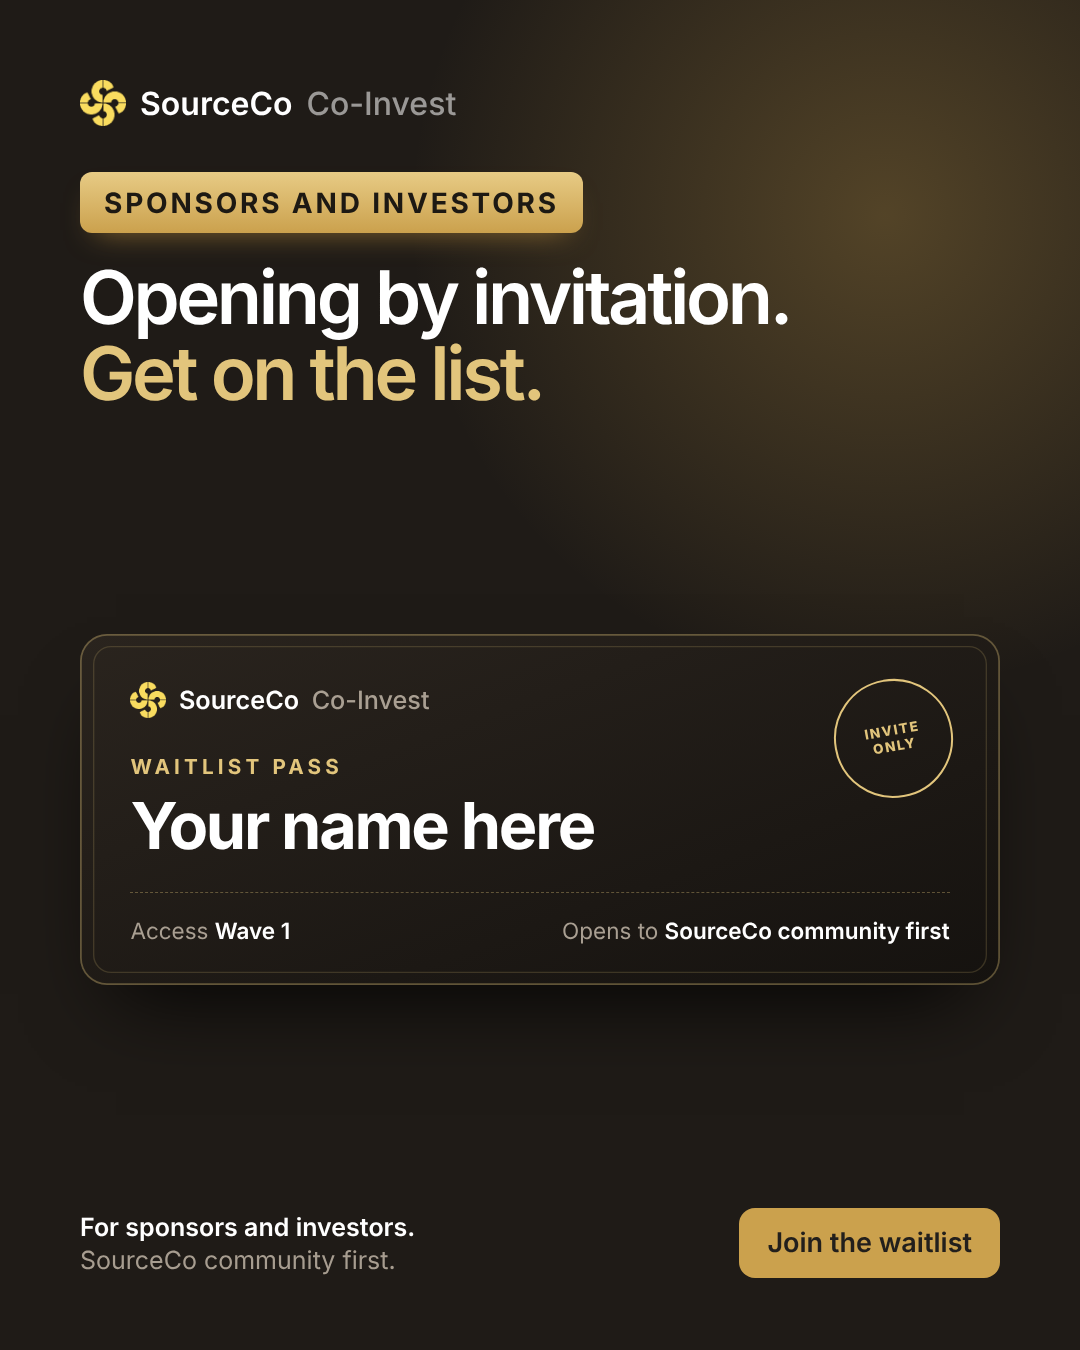 SourceCo Co-Invest
SPONSORS AND INVESTORS
Opening by invitation.
Get on the list.
SourceCo Co-Invest
INVITE
ONLY
WAITLIST PASS
Your name here
Access Wave 1
Opens to SourceCo community first
For sponsors and investors.
SourceCo community first.
Join the waitlist